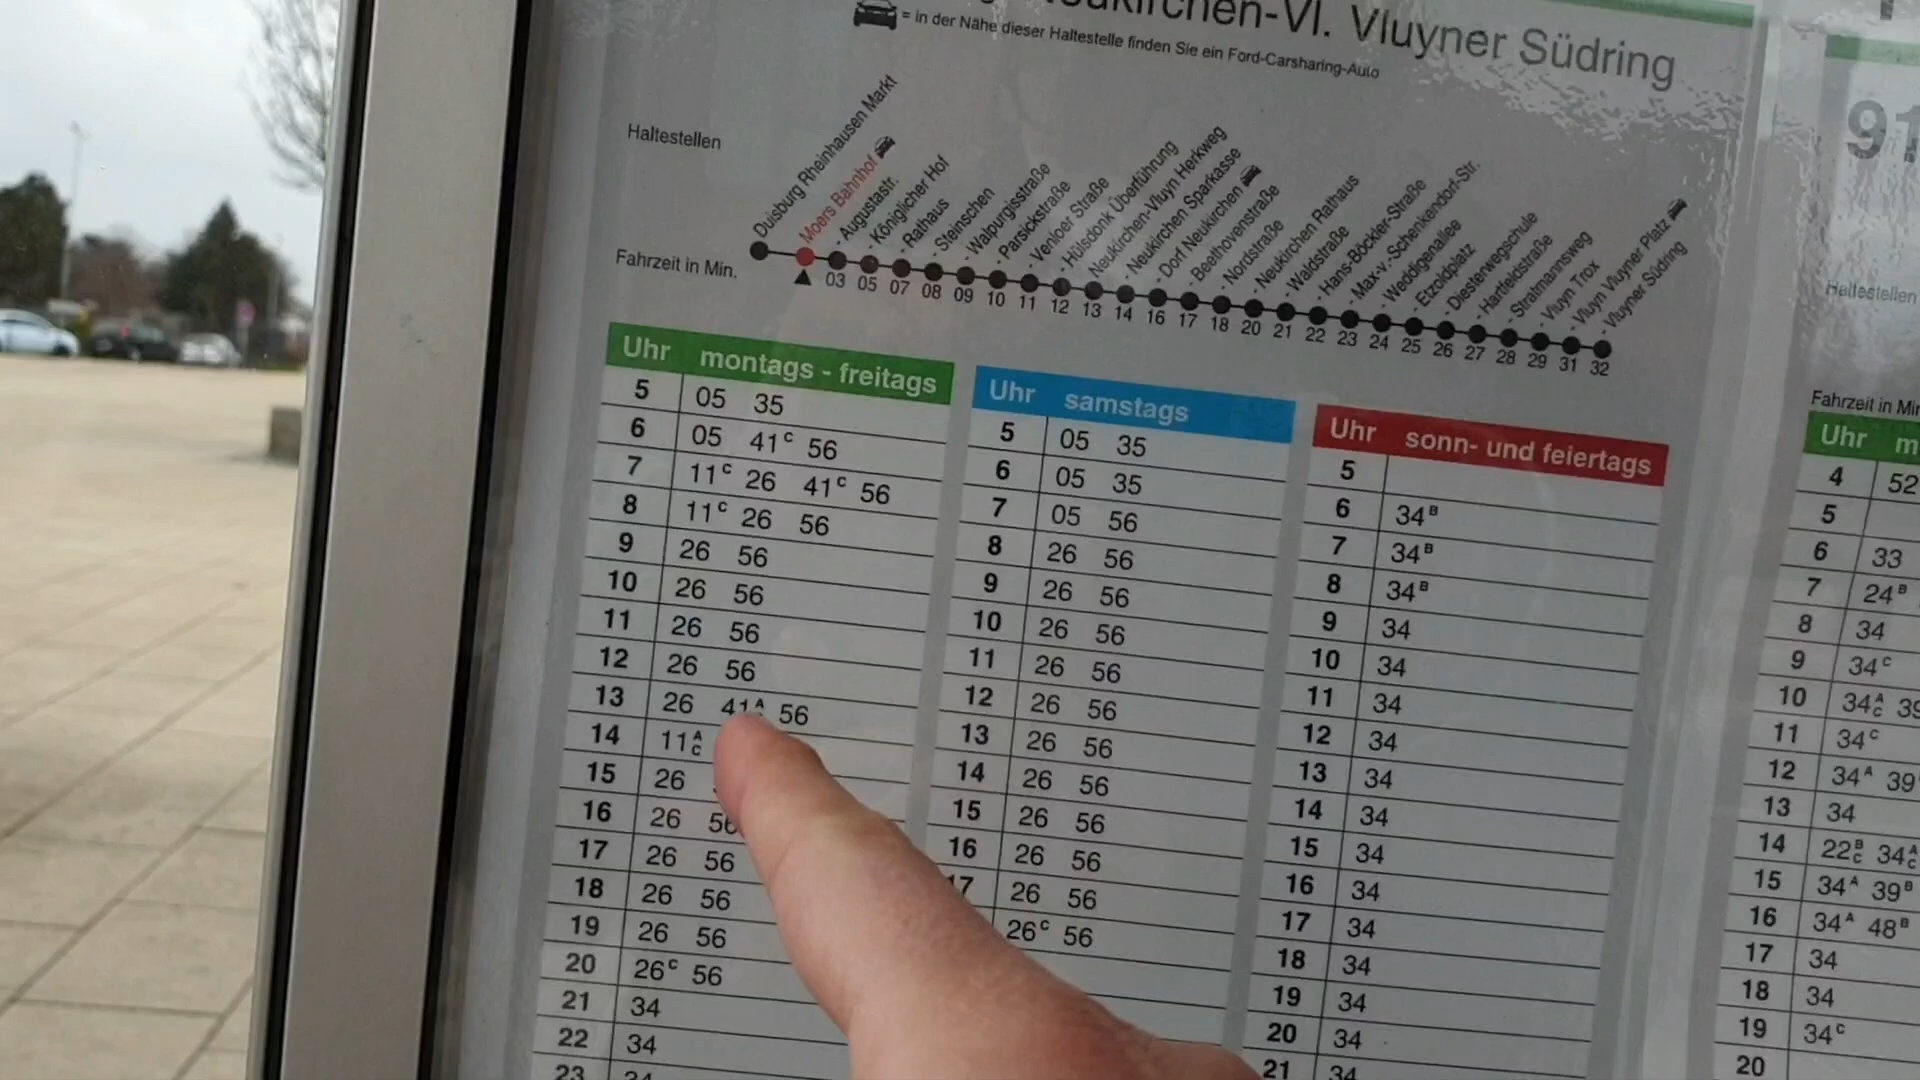 Neukirchen-Vl. Vluyner Südring
= in der Nähe dieser Haltestelle finden Sie ein Ford-Carsharing-Auto
Haltestellen
Duisburg Rheinhausen Markt
Moers Bahnhof
Augustastr.
Königlicher Hof
Rathaus
Steinschen
Walpurgisstraße
Parsickstraße
Venloer Straße
Hülsdonk Überführung
Neukirchen-Vluyn Herkweg
Neukirchen Sparkasse
Dorf Neukirchen
Beethovenstraße
Nordstraße
Neukirchen Rathaus
Waldstraße
Hans-Böckler-Straße
Max-v.-Schenkendorf-Str.
Weddigenallee
Etzoldplatz
Diesterwegschule
Hartfeldstraße
Stratmannsweg
Vluyn Trox
Vluyn Vluyner Platz
Vluyner Südring
Fahrzeit in Min.
03 05 07 08 09 10 11 12 13 14 16 17 18 20 21 22 23 24 25 26 27 28 29 31 32
Uhr montags - freitags
5 05 35
6 05 41ᶜ 56
7 11ᶜ 26 41ᶜ 56
8 11ᶜ 26 56
9 26 56
10 26 56
11 26 56
12 26 56
13 26 41ᴬ 56
14 11ᴬ꜀
15 26
16 26 56
17 26 56
18 26 56
19 26 56
20 26ᶜ 56
21 34
22 34
23 34
Uhr samstags
5 05 35
6 05 35
7 05 56
8 26 56
9 26 56
10 26 56
11 26 56
12 26 56
13 26 56
14 26 56
15 26 56
16 26 56
17 26 56
26ᶜ 56
Uhr sonn- und feiertags
5
6 34ᴮ
7 34ᴮ
8 34ᴮ
9 34
10 34
11 34
12 34
13 34
14 34
15 34
16 34
17 34
18 34
19 34
20 34
21 34
91
Haltestellen
Fahrzeit in Min
Uhr m
4 52
5
6 33
7 24ᴮ
8 34
9 34ᶜ
10 34ᴬ꜀ 39
11 34ᶜ
12 34ᴬ 39
13 34
14 22ᴮ꜀ 34ᴬ꜀
15 34ᴬ 39ᴮ
16 34ᴬ 48ᴮ
17 34
18 34
19 34ᶜ
20